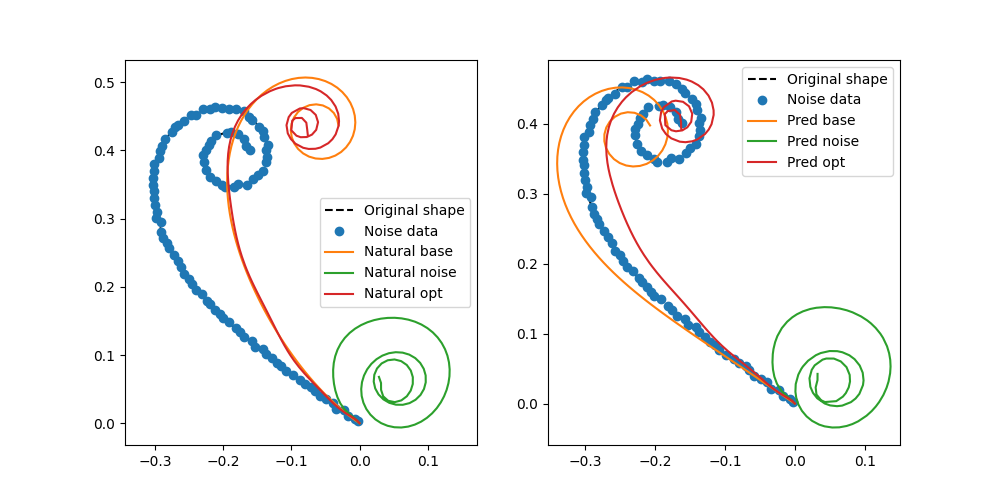 0.5
0.4
0.3
0.2
0.1
0.0
−0.3
−0.2
−0.1
0.0
0.1
Original shape
Noise data
Natural base
Natural noise
Natural opt
0.4
0.3
0.2
0.1
0.0
−0.3
−0.2
−0.1
0.0
0.1
Original shape
Noise data
Pred base
Pred noise
Pred opt